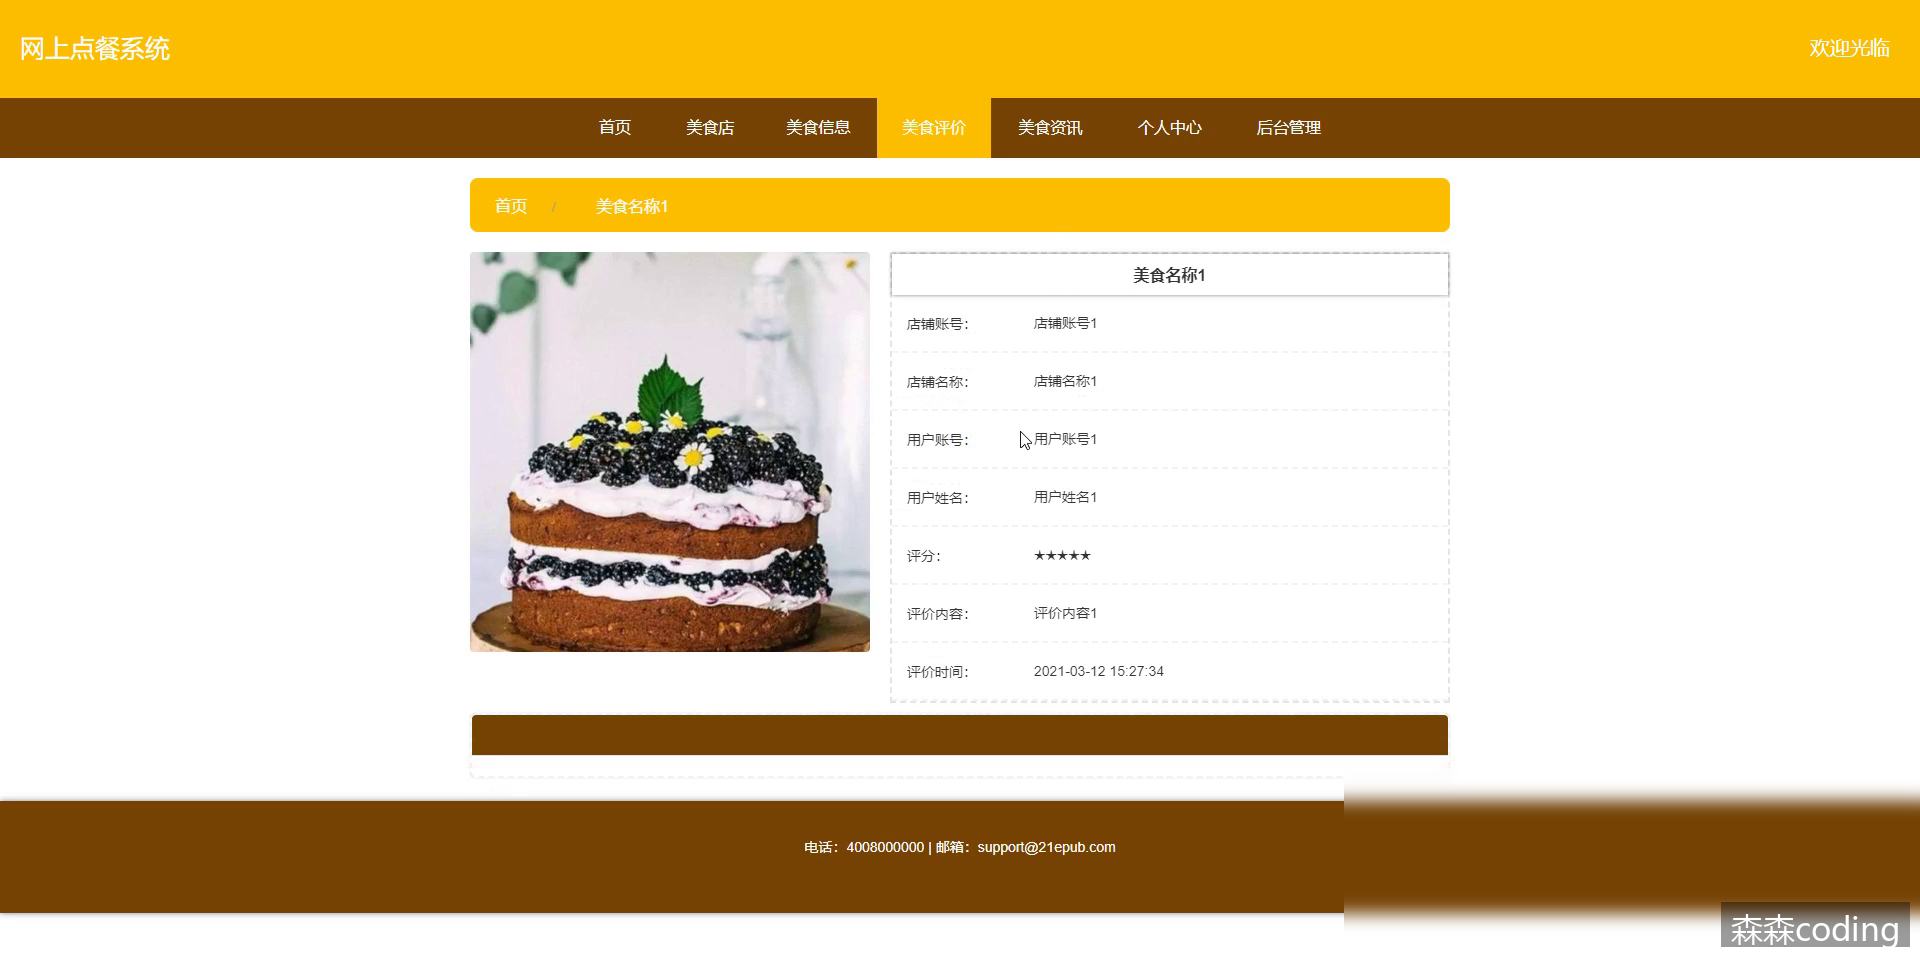 网上点餐系统
欢迎光临
首页 美食店 美食信息 美食评价 美食资讯 个人中心 后台管理
首页 / 美食名称1
美食名称1
店铺账号: 店铺账号1
店铺名称: 店铺名称1
用户账号: 用户账号1
用户姓名: 用户姓名1
评分: ★★★★★
评价内容: 评价内容1
评价时间: 2021-03-12 15:27:34
电话：4008000000 | 邮箱：support@21epub.com
森森coding